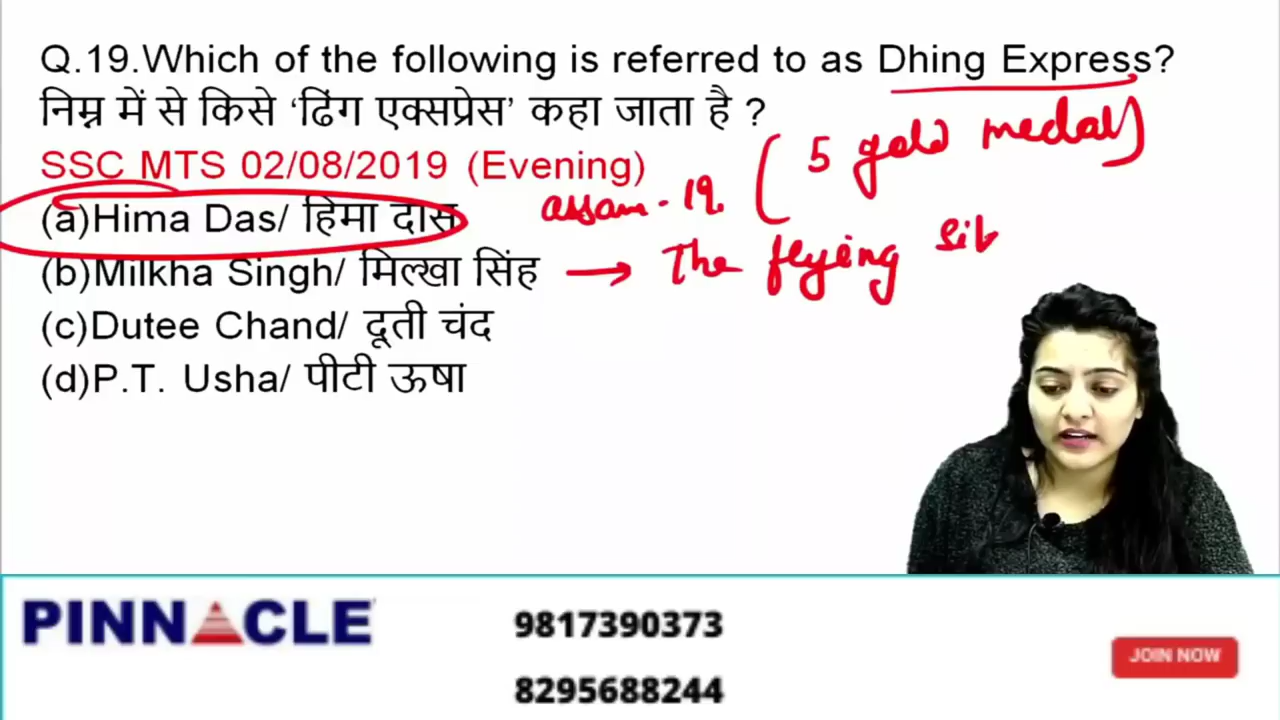 Q.19.Which of the following is referred to as Dhing Express?
निम्न में से किसे ‘ढिंग एक्सप्रेस’ कहा जाता है ?
SSC MTS 02/08/2019 (Evening)
(5 gold medal)
(a)Hima Das/ हिमा दास
assam - 19.
(b)Milkha Singh/ मिल्खा सिंह → The flying
(c)Dutee Chand/ दूती चंद
(d)P.T. Usha/ पीटी ऊषा
PINNACLE
9817390373
8295688244
JOIN NOW